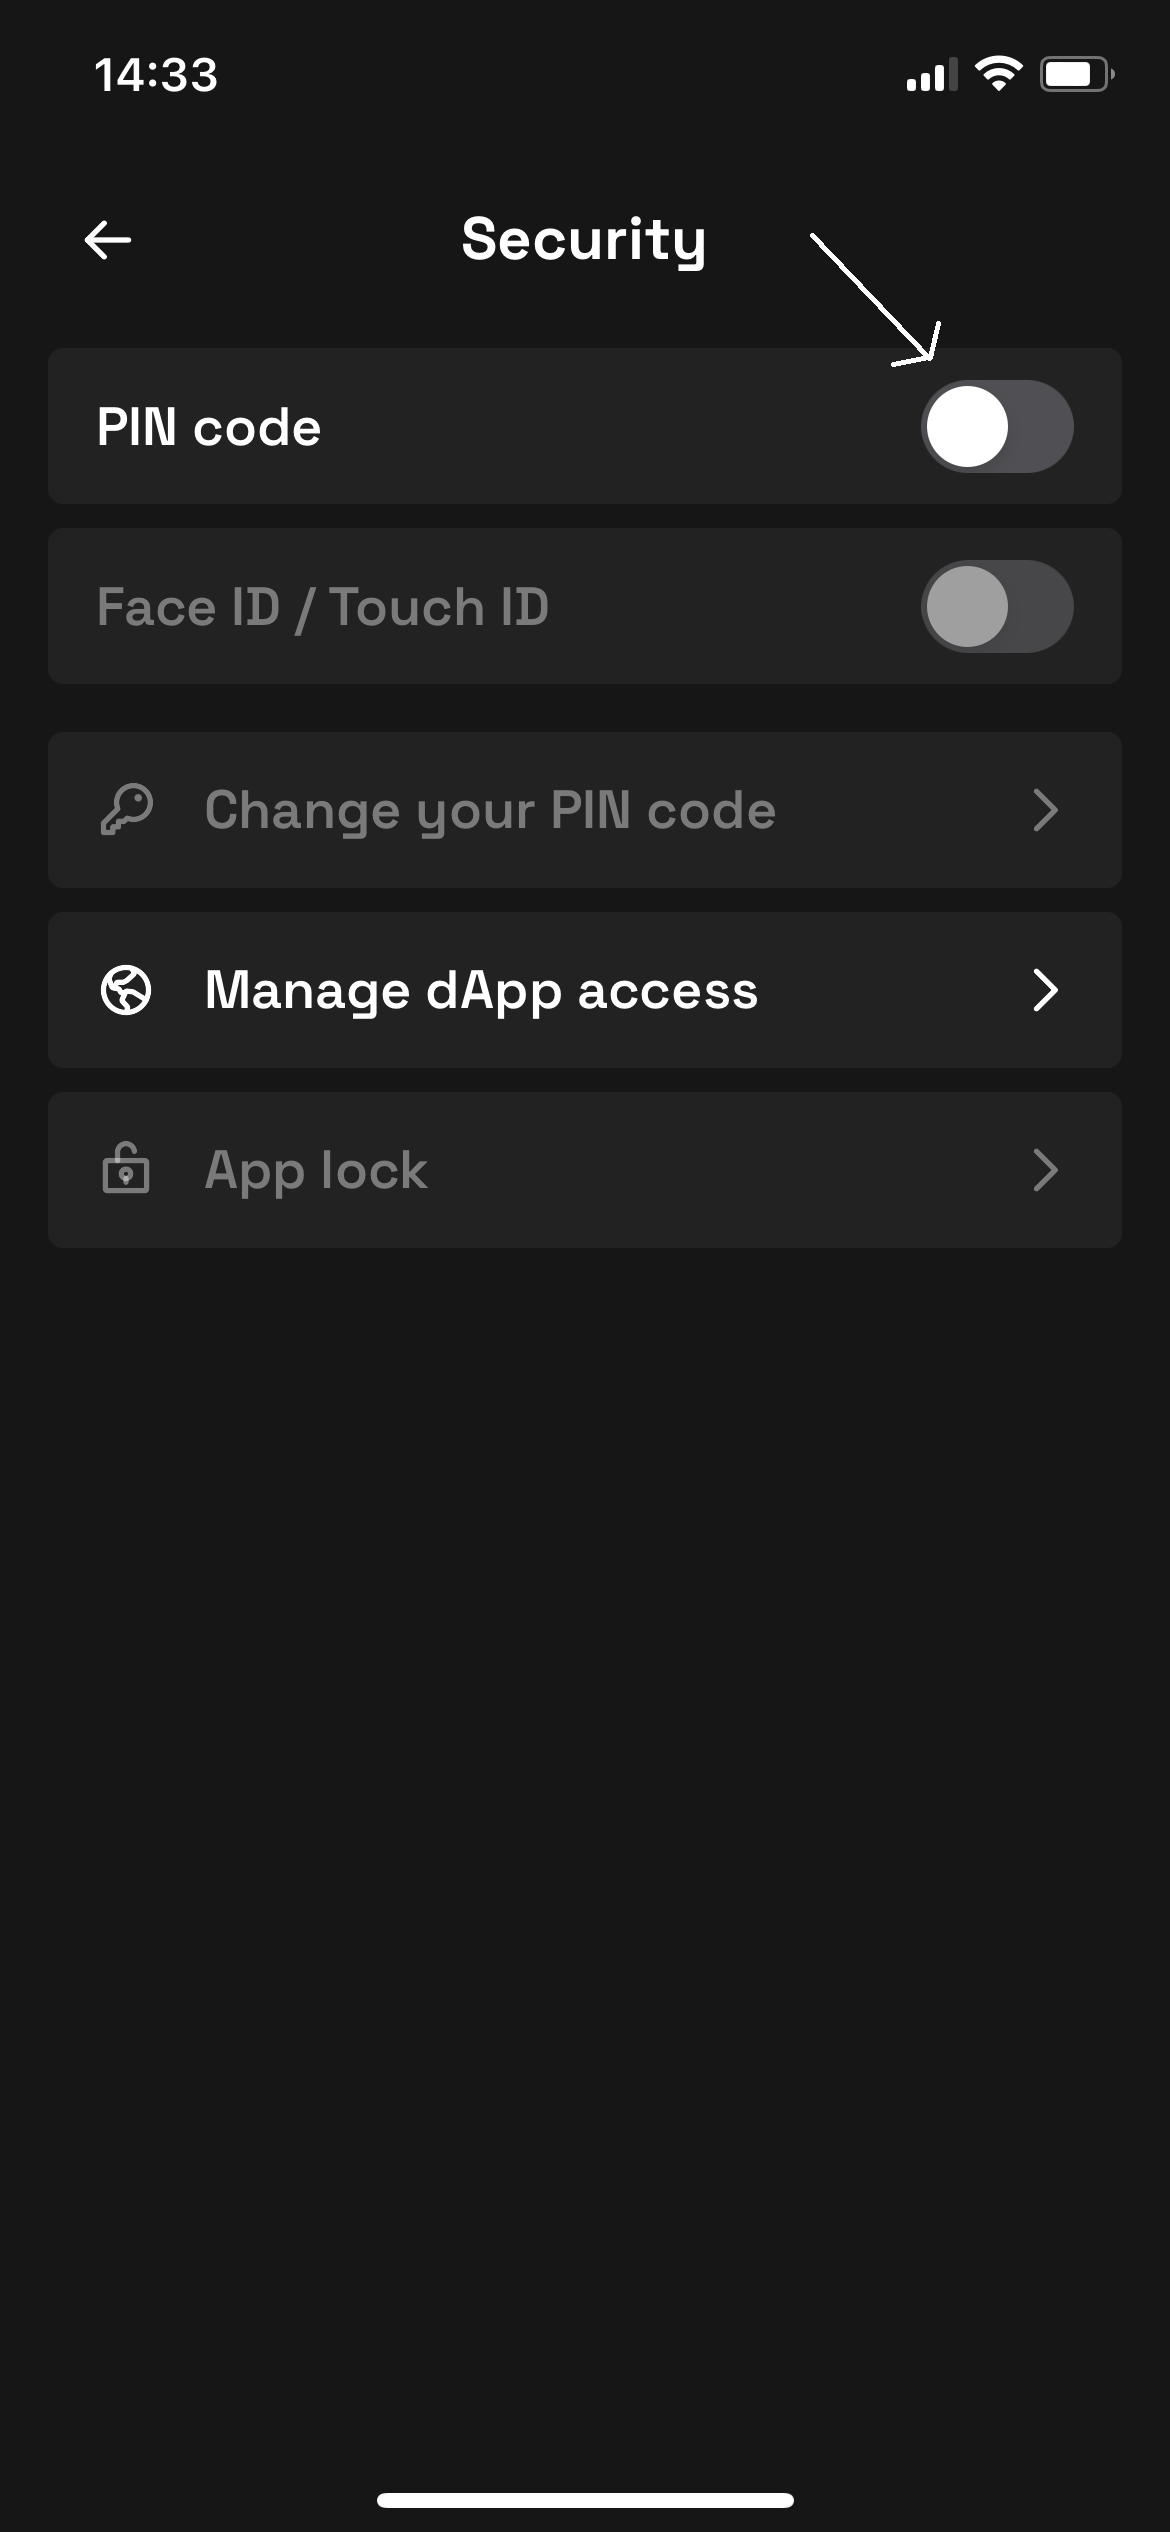 14:33
Security
PIN code
Face ID / Touch ID
Change your PIN code
Manage dApp access
App lock